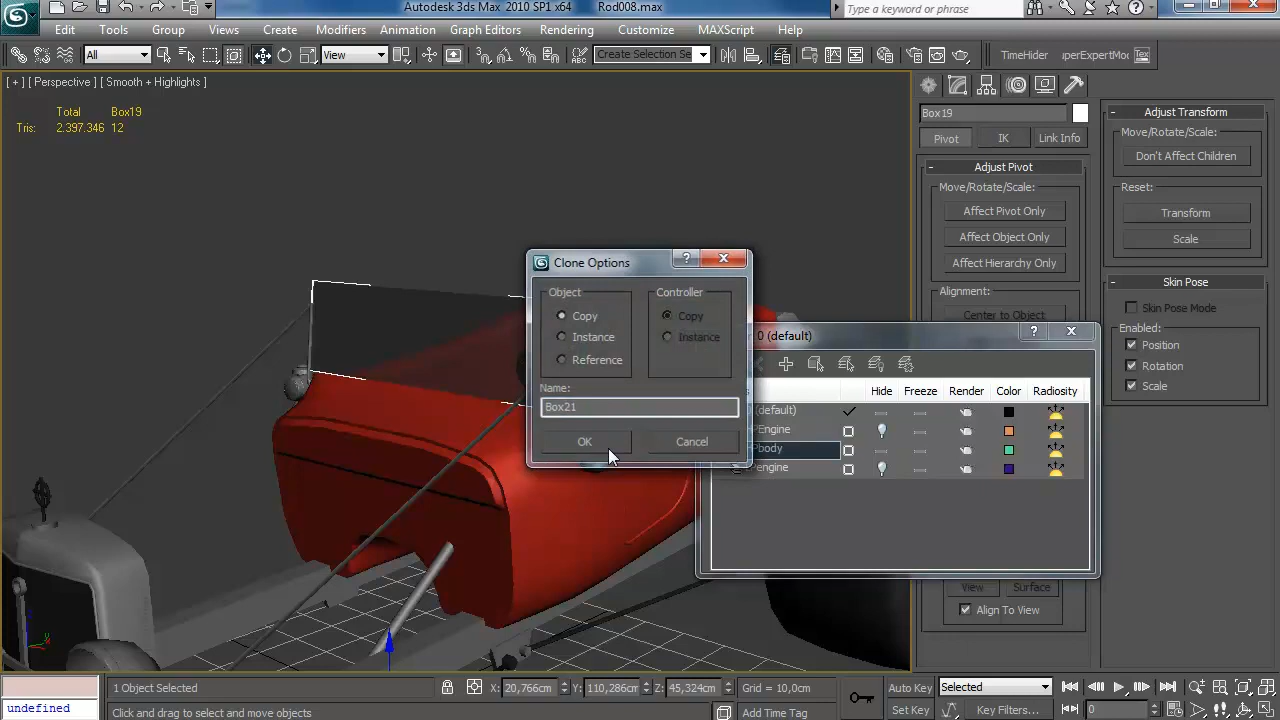 Autodesk 3ds Max 2010 SP1 x64 Rod008.max
Type a keyword or phrase
Edit Tools Group Views Create Modifiers Animation Graph Editors Rendering Customize MAXScript Help
All View Create Selection Se TimeHider perExpertMod Tex
[ + ] [ Perspective ] [ Smooth + Highlights ]
Total Box19
Tris: 2.397.346 12
Box19
Pivot IK Link Info
Adjust Pivot
Move/Rotate/Scale:
Affect Pivot Only
Affect Object Only
Affect Hierarchy Only
Alignment:
Center to Object
View Surface
Align To View
Adjust Transform
Move/Rotate/Scale:
Don't Affect Children
Reset:
Transform
Scale
Skin Pose
Skin Pose Mode
Enabled:
Position
Rotation
Scale
Clone Options
Object Controller
Copy Copy
Instance Instance
Reference
Name:
Box21
OK Cancel
0 (default)
Hide Freeze Render Color Radiosity
(default)
PEngine
Pbody
engine
undefined
1 Object Selected X: 20,766cm Y: 110,286cm Z: 45,324cm Grid = 10,0cm
Click and drag to select and move objects Add Time Tag
Auto Key Selected
Set Key Key Filters... 0